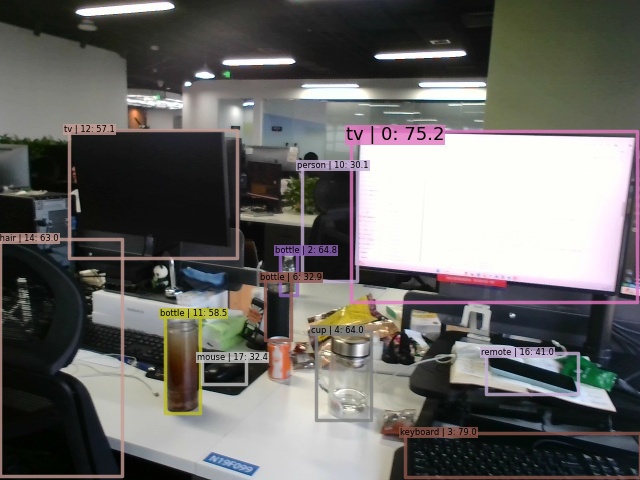 tv | 12: 57.1
tv | 0: 75.2
person | 10: 30.1
hair | 14: 63.0
bottle | 2: 64.8
bottle | 6: 32.9
bottle | 11: 58.5
cup | 4: 64.0
mouse | 17: 32.4
remote | 16: 41.0
keyboard | 3: 79.0
N19F099